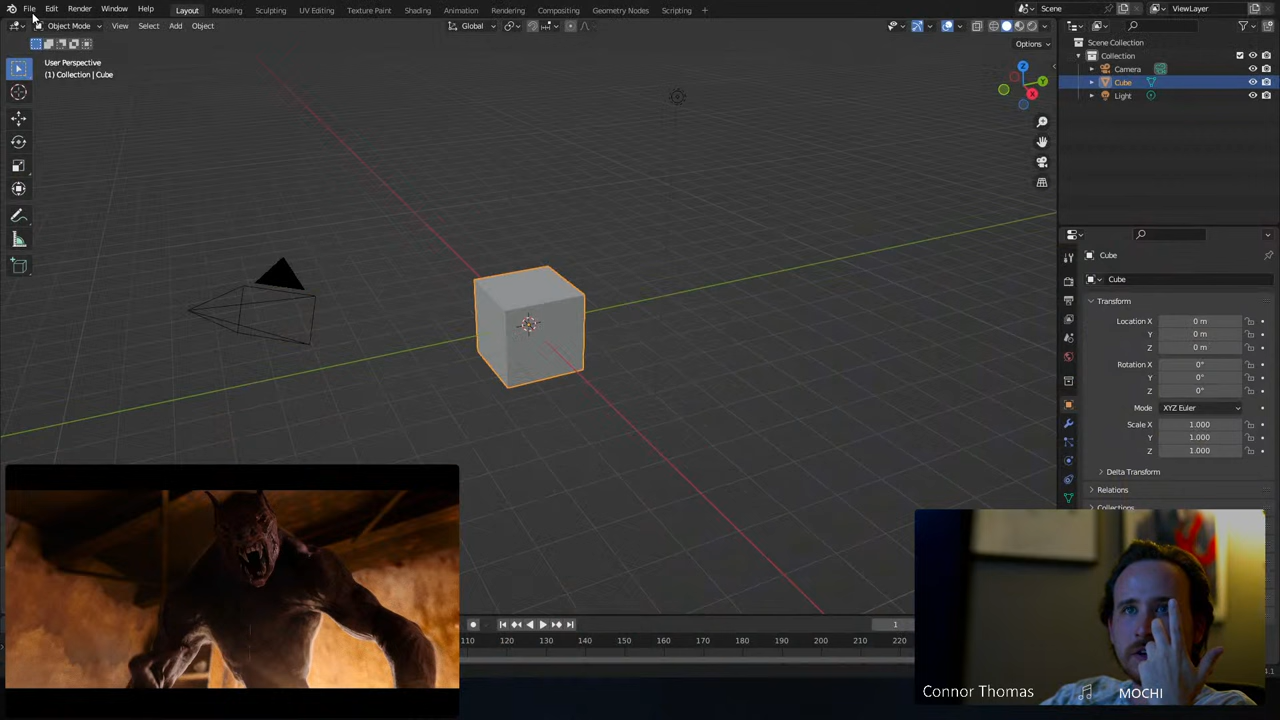 File Edit Render Window Help Layout Modeling Sculpting UV Editing Texture Paint Shading Animation Rendering Compositing Geometry Nodes Scripting + Scene ViewLayer
Object Mode View Select Add Object Global
Options
User Perspective
(1) Collection | Cube
Z
Y
X
Scene Collection
Collection
Camera
Cube
Light
Cube
Cube
Transform
Location X 0 m
Y 0 m
Z 0 m
Rotation X 0°
Y 0°
Z 0°
Mode XYZ Euler
Scale X 1.000
Y 1.000
Z 1.000
Delta Transform
Relations
Collections
1
110 120 130 140 150 160 170 180 190 200 210 220
Connor Thomas MOCHI